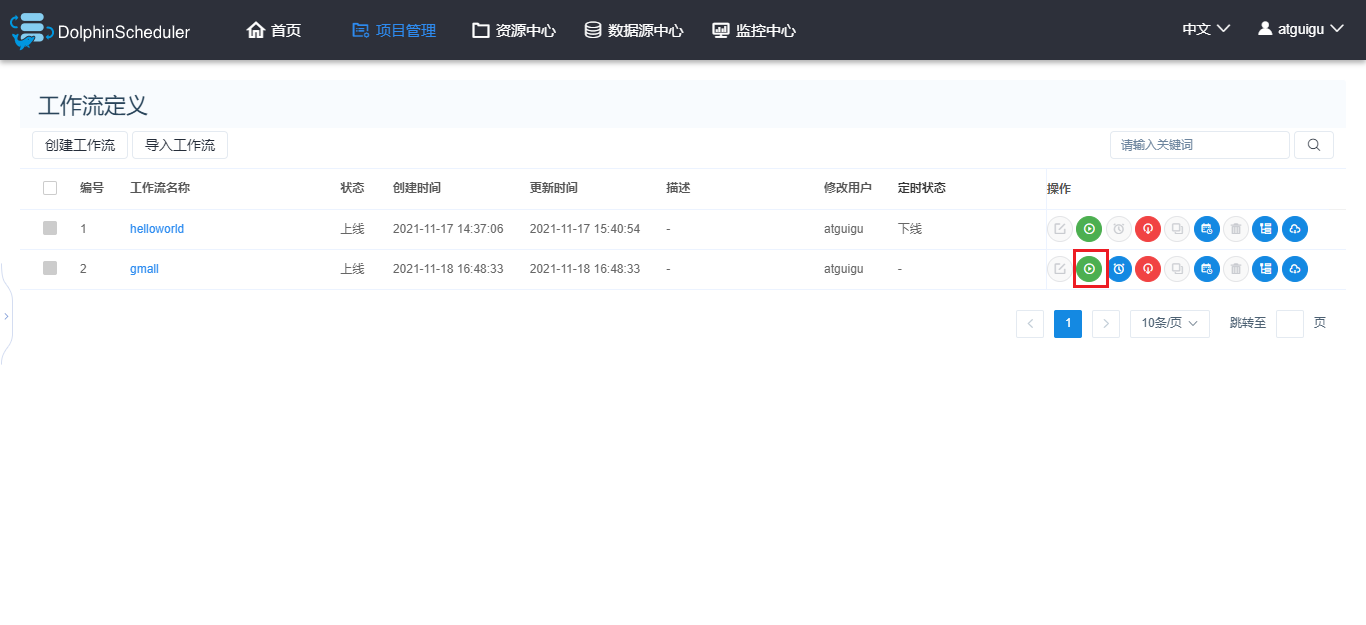 DolphinScheduler 首页 项目管理 资源中心 数据源中心 监控中心 中文 atguigu
工作流定义
创建工作流 导入工作流 请输入关键词
编号 工作流名称 状态 创建时间 更新时间 描述 修改用户 定时状态 操作
1 helloworld 上线 2021-11-17 14:37:06 2021-11-17 15:40:54 - atguigu 下线
2 gmall 上线 2021-11-18 16:48:33 2021-11-18 16:48:33 - atguigu -
1 10条/页 跳转至 页